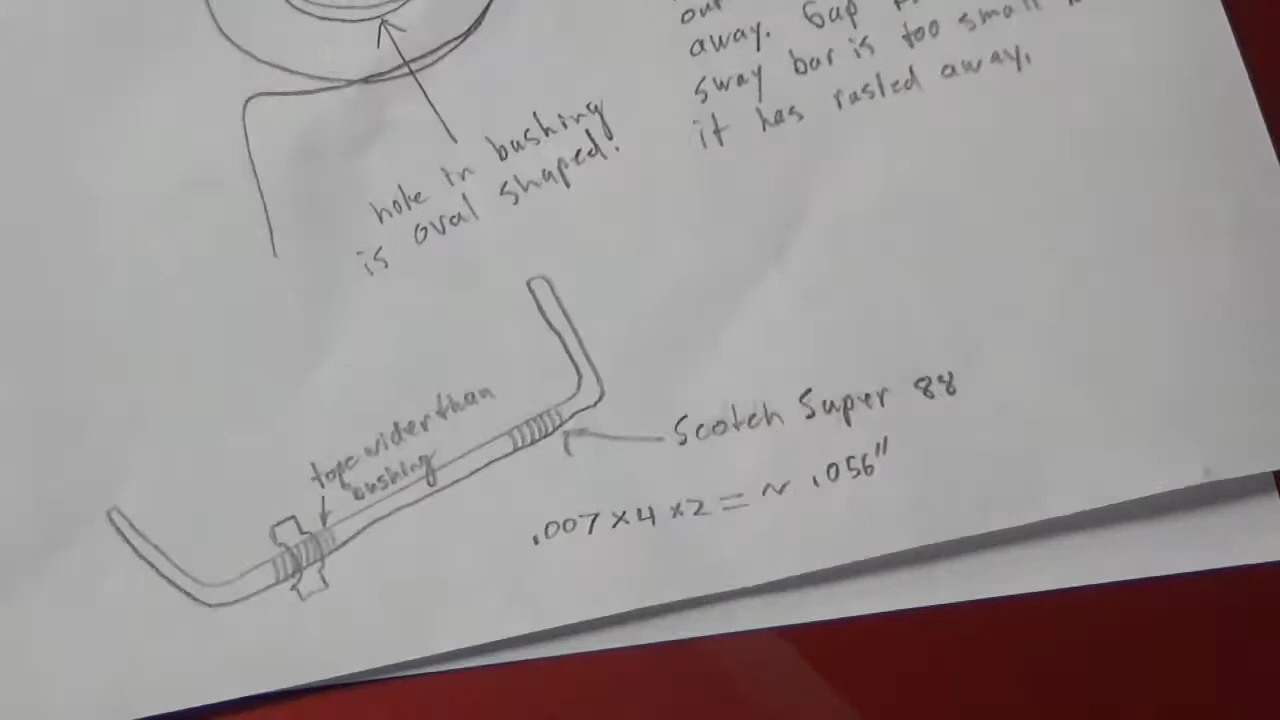 our
away. Gap
sway bar is too small
it has rusted away.
hole in bushing
is oval shaped!
tape wider than
bushing
Scotch Super 88
.007 x 4 x 2 = ~ .056"